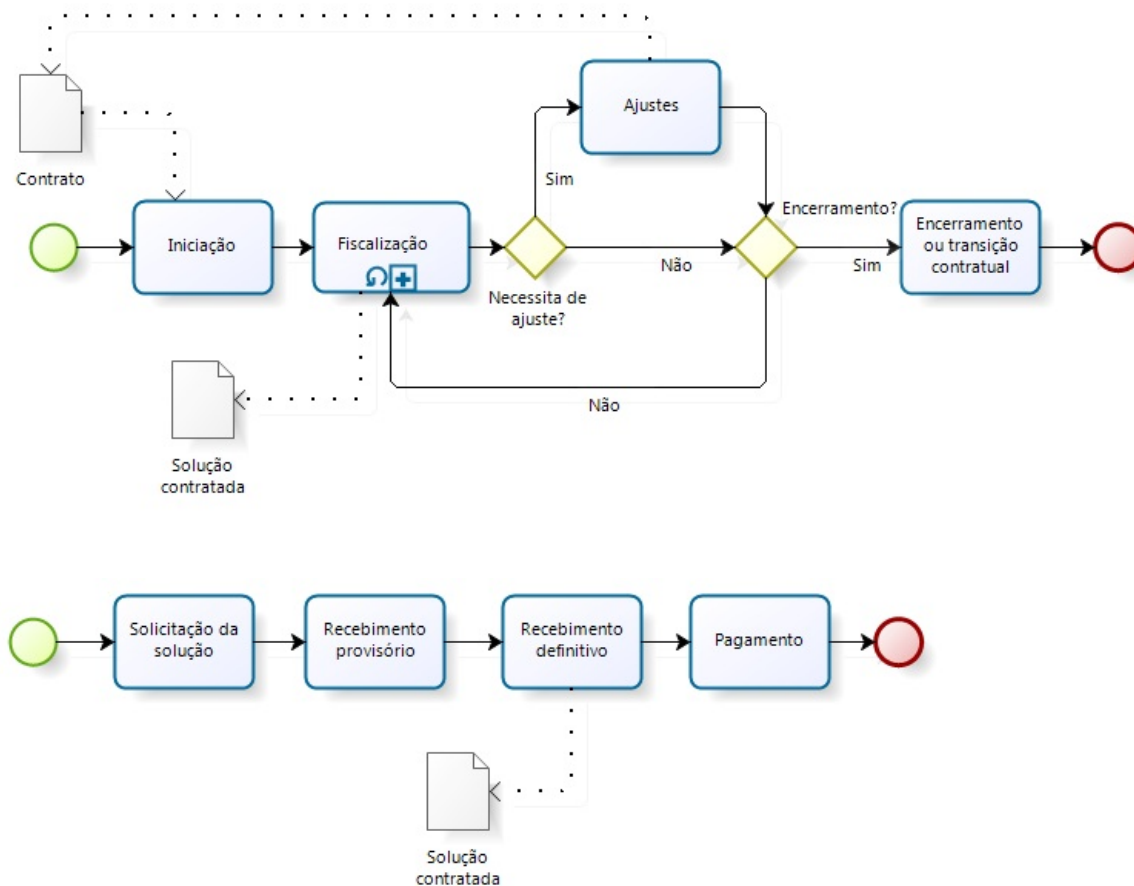 Ajustes
Contrato
Sim
Iniciação
Fiscalização
Necessita de
ajuste?
Não
Encerramento?
Sim
Encerramento
ou transição
contratual
Não
Solução
contratada
Solicitação da
solução
Recebimento
provisório
Recebimento
definitivo
Pagamento
Solução
contratada